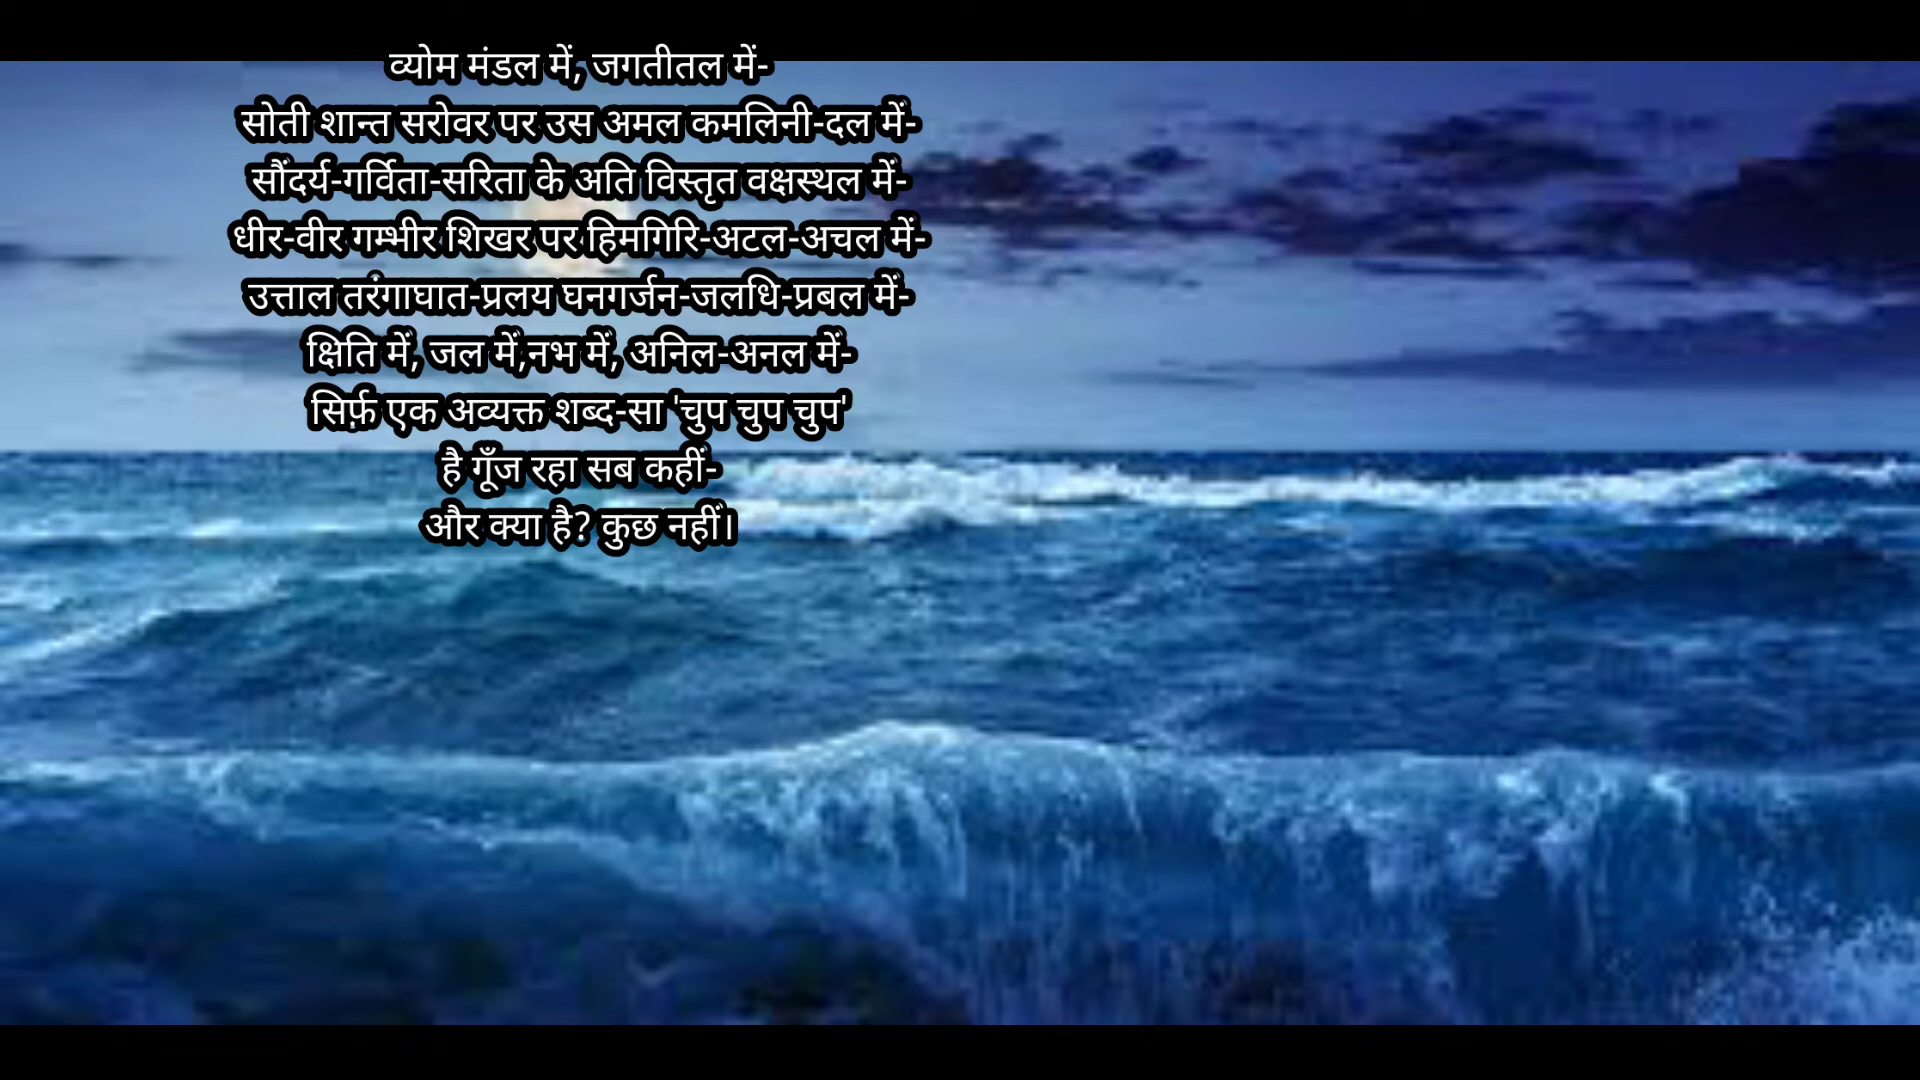 व्योम मंडल में, जगतीतल में-
सोती शान्त सरोवर पर उस अमल कमलिनी-दल में-
सौंदर्य-गर्विता-सरिता के अति विस्तृत वक्षस्थल में-
धीर-वीर गम्भीर शिखर पर हिमगिरि-अटल-अचल में-
उत्ताल तरंगाघात-प्रलय घनगर्जन-जलधि-प्रबल में-
क्षिति में, जल में,नभ में, अनिल-अनल में-
सिर्फ़ एक अव्यक्त शब्द-सा 'चुप चुप चुप'
है गूँज रहा सब कहीं-
और क्या है? कुछ नहीं।